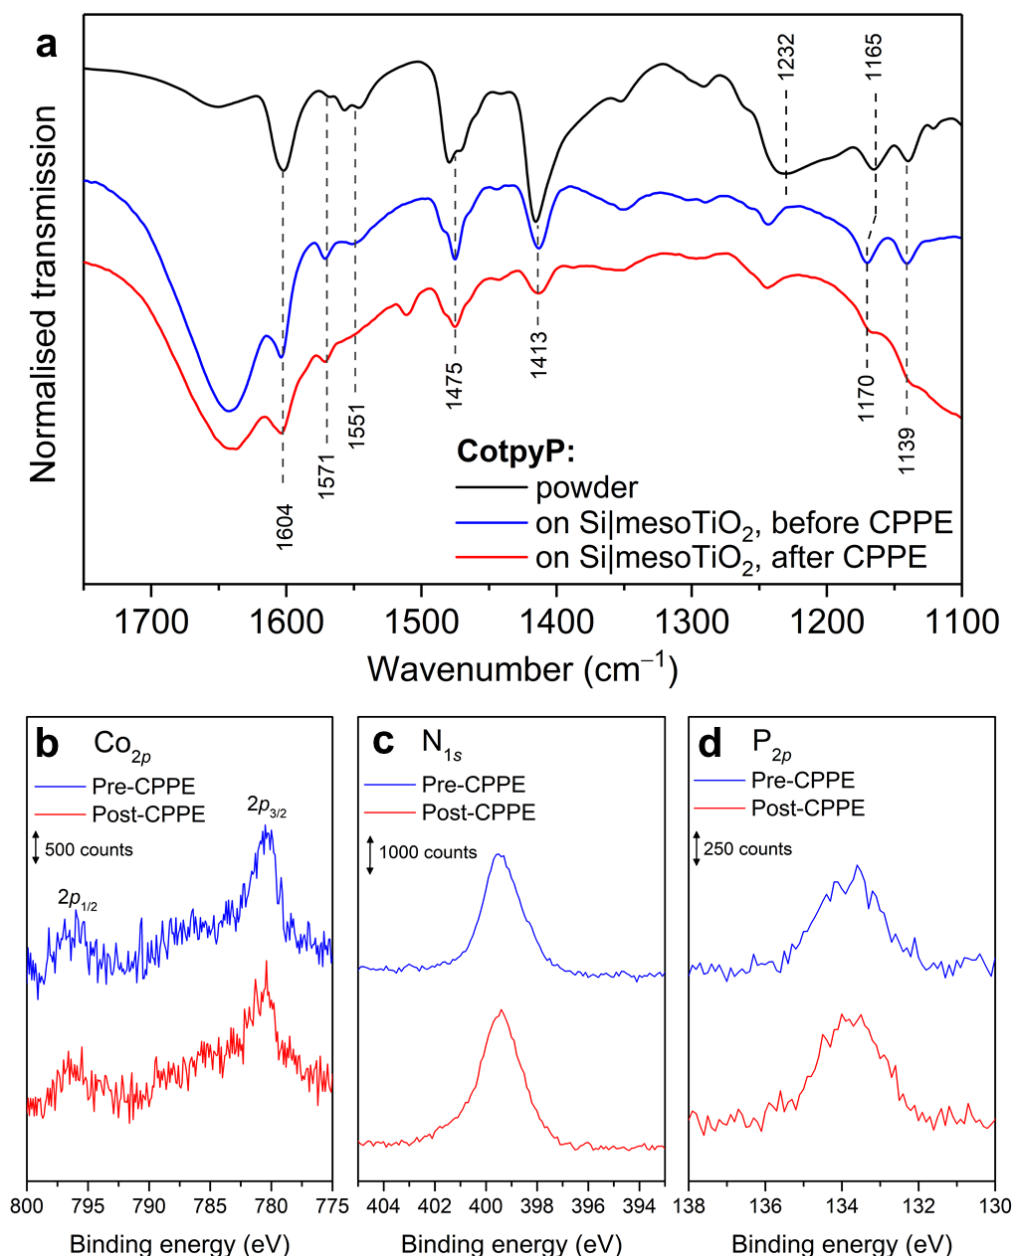 a
1232
1165
Normalised transmission
1604
1571
1551
1475
1413
1170
1139
CotpyP:
powder
on Si|mesoTiO₂, before CPPE
on Si|mesoTiO₂, after CPPE
1700 1600 1500 1400 1300 1200 1100
Wavenumber (cm⁻¹)
b Co₂ₚ
Pre-CPPE
Post-CPPE
500 counts
2p₃/₂
2p₁/₂
800 795 790 785 780 775
Binding energy (eV)
c N₁ₛ
Pre-CPPE
Post-CPPE
1000 counts
404 402 400 398 396 394
Binding energy (eV)
d P₂ₚ
Pre-CPPE
Post-CPPE
250 counts
138 136 134 132 130
Binding energy (eV)